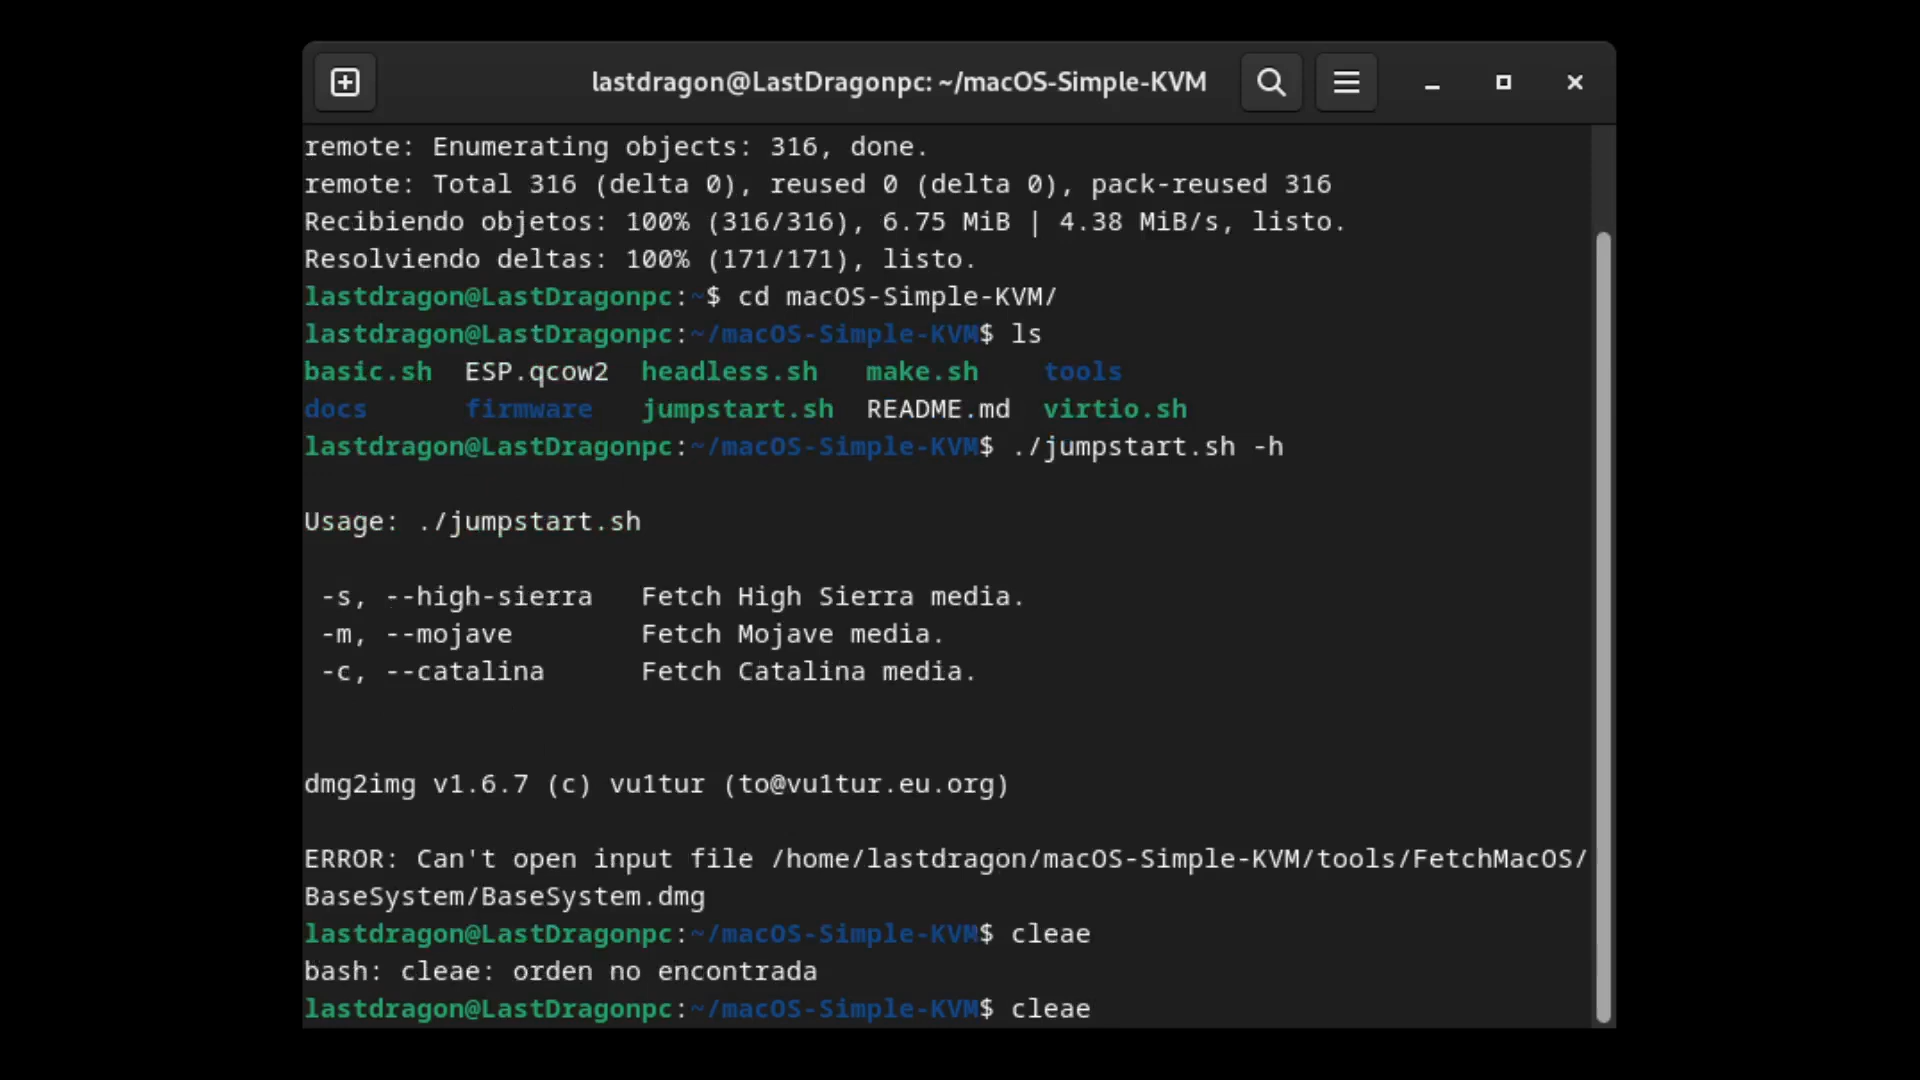 lastdragon@LastDragonpc: ~/macOS-Simple-KVM
remote: Enumerating objects: 316, done.
remote: Total 316 (delta 0), reused 0 (delta 0), pack-reused 316
Recibiendo objetos: 100% (316/316), 6.75 MiB | 4.38 MiB/s, listo.
Resolviendo deltas: 100% (171/171), listo.
lastdragon@LastDragonpc:~$ cd macOS-Simple-KVM/
lastdragon@LastDragonpc:~/macOS-Simple-KVM$ ls
basic.sh  ESP.qcow2  headless.sh   make.sh    tools
docs      firmware   jumpstart.sh  README.md  virtio.sh
lastdragon@LastDragonpc:~/macOS-Simple-KVM$ ./jumpstart.sh -h
Usage: ./jumpstart.sh
 -s, --high-sierra   Fetch High Sierra media.
 -m, --mojave        Fetch Mojave media.
 -c, --catalina      Fetch Catalina media.
dmg2img v1.6.7 (c) vu1tur (to@vu1tur.eu.org)
ERROR: Can't open input file /home/lastdragon/macOS-Simple-KVM/tools/FetchMacOS/
BaseSystem/BaseSystem.dmg
lastdragon@LastDragonpc:~/macOS-Simple-KVM$ cleae
bash: cleae: orden no encontrada
lastdragon@LastDragonpc:~/macOS-Simple-KVM$ cleae